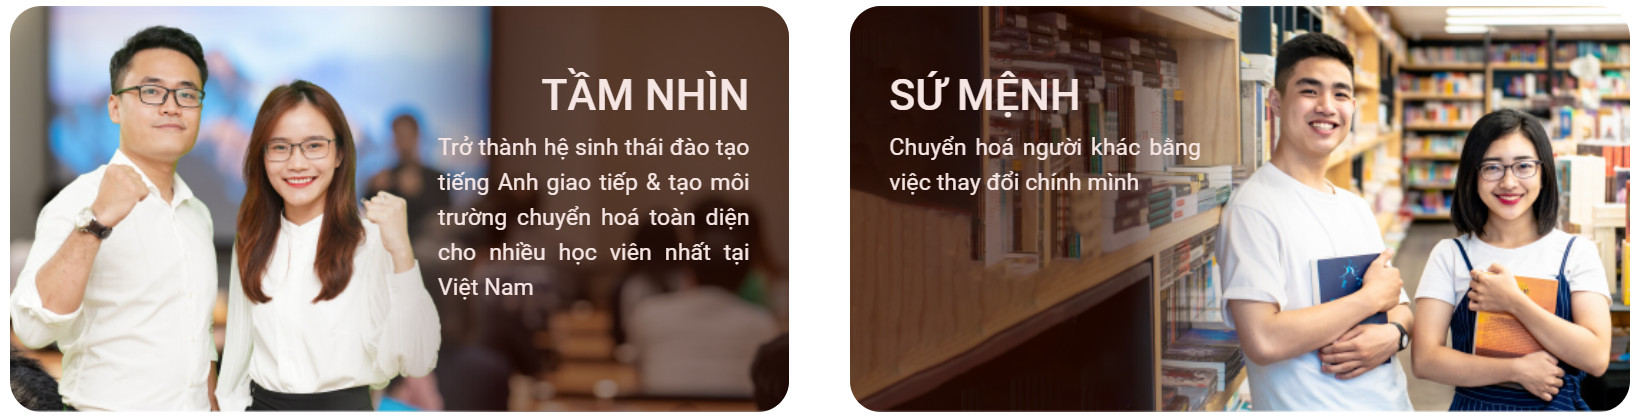 TẦM NHÌN
Trở thành hệ sinh thái đào tạo
tiếng Anh giao tiếp & tạo môi
trường chuyển hoá toàn diện
cho nhiều học viên nhất tại
Việt Nam
SỨ MỆNH
Chuyển hoá người khác bằng
việc thay đổi chính mình